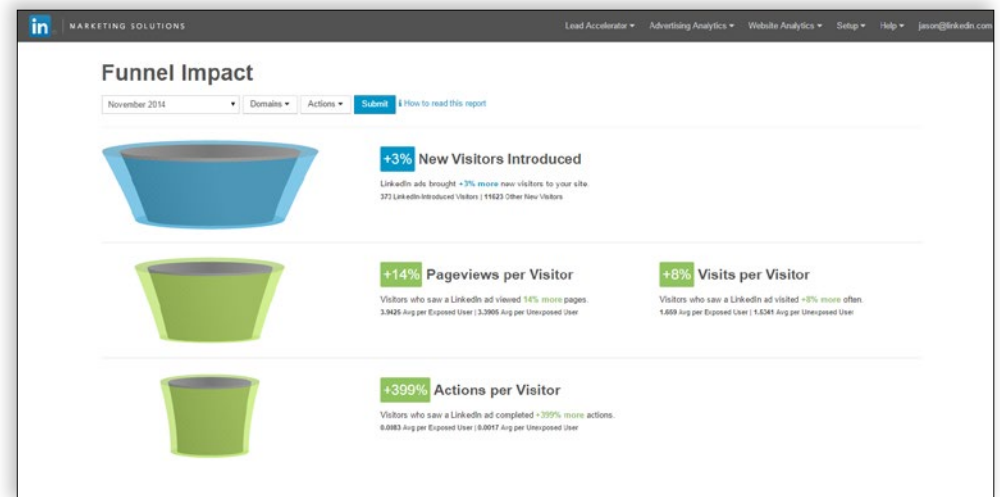 in MARKETING SOLUTIONS Lead Accelerator ▾ Advertising Analytics ▾ Website Analytics ▾ Setup ▾ Help ▾ jason@linkedin.com
Funnel Impact
November 2014 ▾ Domains ▾ Actions ▾ Submit i How to read this report
+3% New Visitors Introduced
LinkedIn ads brought +3% more new visitors to your site.
373 LinkedIn-Introduced Visitors | 11623 Other New Visitors
+14% Pageviews per Visitor
Visitors who saw a LinkedIn ad viewed 14% more pages.
3.9425 Avg per Exposed User | 3.3905 Avg per Unexposed User
+8% Visits per Visitor
Visitors who saw a LinkedIn ad visited +8% more often.
1.659 Avg per Exposed User | 1.5341 Avg per Unexposed User
+399% Actions per Visitor
Visitors who saw a LinkedIn ad completed +399% more actions.
0.0083 Avg per Exposed User | 0.0017 Avg per Unexposed User